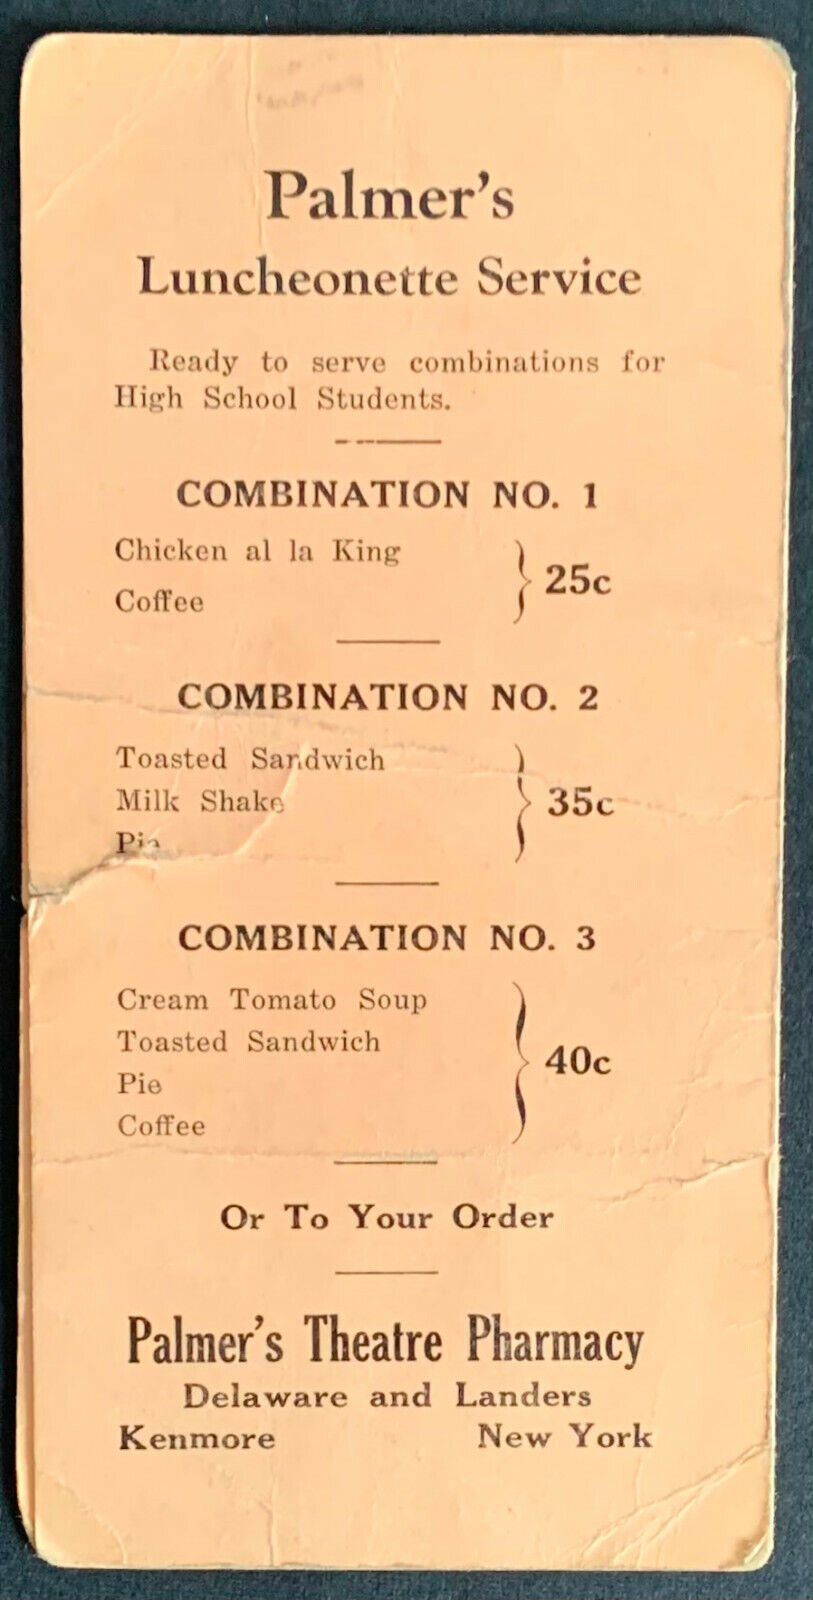 Palmer's
Luncheonette Service
Ready to serve combinations for
High School Students.
COMBINATION NO. 1
Chicken al la King
Coffee
25c
COMBINATION NO. 2
Toasted Sandwich
Milk Shake
Pie
35c
COMBINATION NO. 3
Cream Tomato Soup
Toasted Sandwich
Pie
Coffee
40c
Or To Your Order
Palmer's Theatre Pharmacy
Delaware and Landers
Kenmore New York